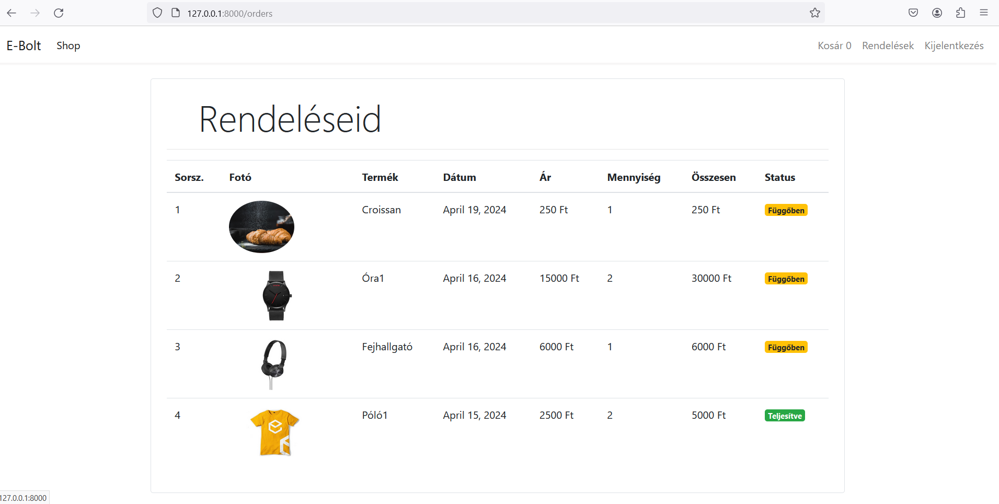 127.0.0.1:8000/orders
E-Bolt Shop Kosár 0 Rendelések Kijelentkezés
Rendeléseid
Sorsz. Fotó Termék Dátum Ár Mennyiség Összesen Status
1 Croissan April 19, 2024 250 Ft 1 250 Ft Függőben
2 Óra1 April 16, 2024 15000 Ft 2 30000 Ft Függőben
3 Fejhallgató April 16, 2024 6000 Ft 1 6000 Ft Függőben
4 Póló1 April 15, 2024 2500 Ft 2 5000 Ft Teljesítve
127.0.0.1:8000